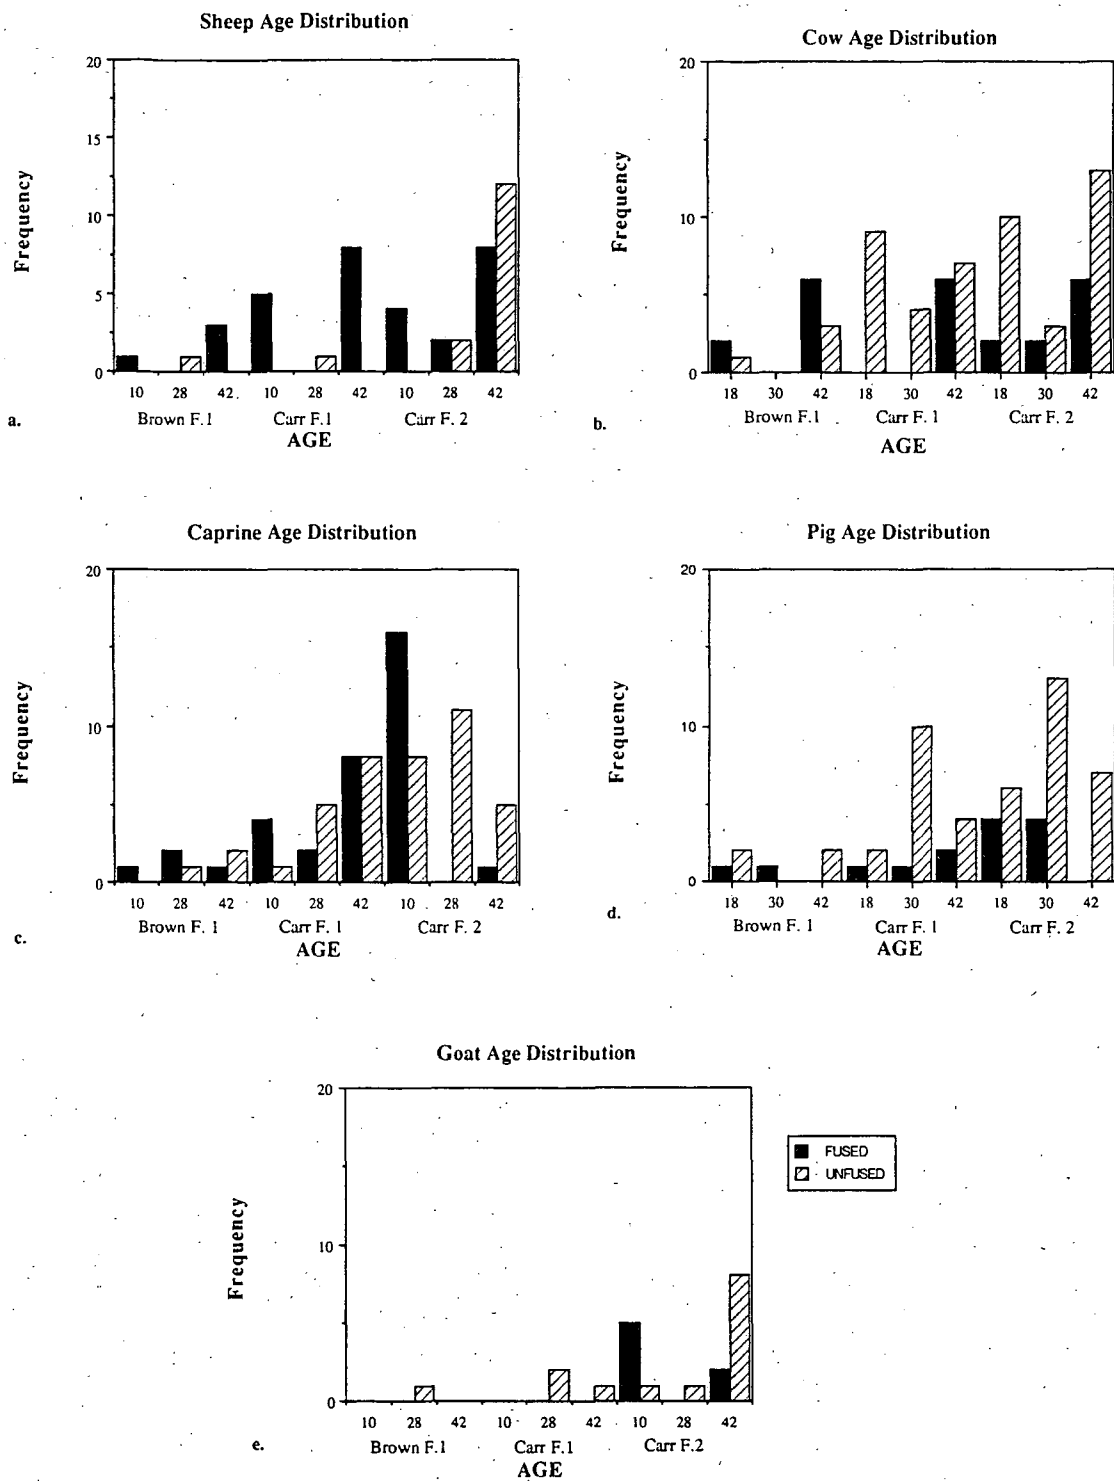 Sheep Age Distribution
20
15
10
5
0
Frequency
10 28 42 10 28 42 10 28 42
Brown F.1 Carr F.1 Carr F. 2
AGE
a.
Cow Age Distribution
20
10
0
Frequency
18 30 42 18 30 42 18 30 42
Brown F.1 Carr F. 1 Carr F. 2
AGE
b.
Caprine Age Distribution
20
10
0
Frequency
10 28 42 10 28 42 10 28 42
Brown F. 1 Carr F. 1 Carr F. 2
AGE
c.
Pig Age Distribution
20
10
0
Frequency
18 30 42 18 30 42 18 30 42
Brown F. 1 Carr F. 1 Carr F. 2
AGE
d.
Goat Age Distribution
20
10
0
Frequency
10 28 42 10 28 42 10 28 42
Brown F.1 Carr F.1 Carr F.2
AGE
e.
FUSED
UNFUSED